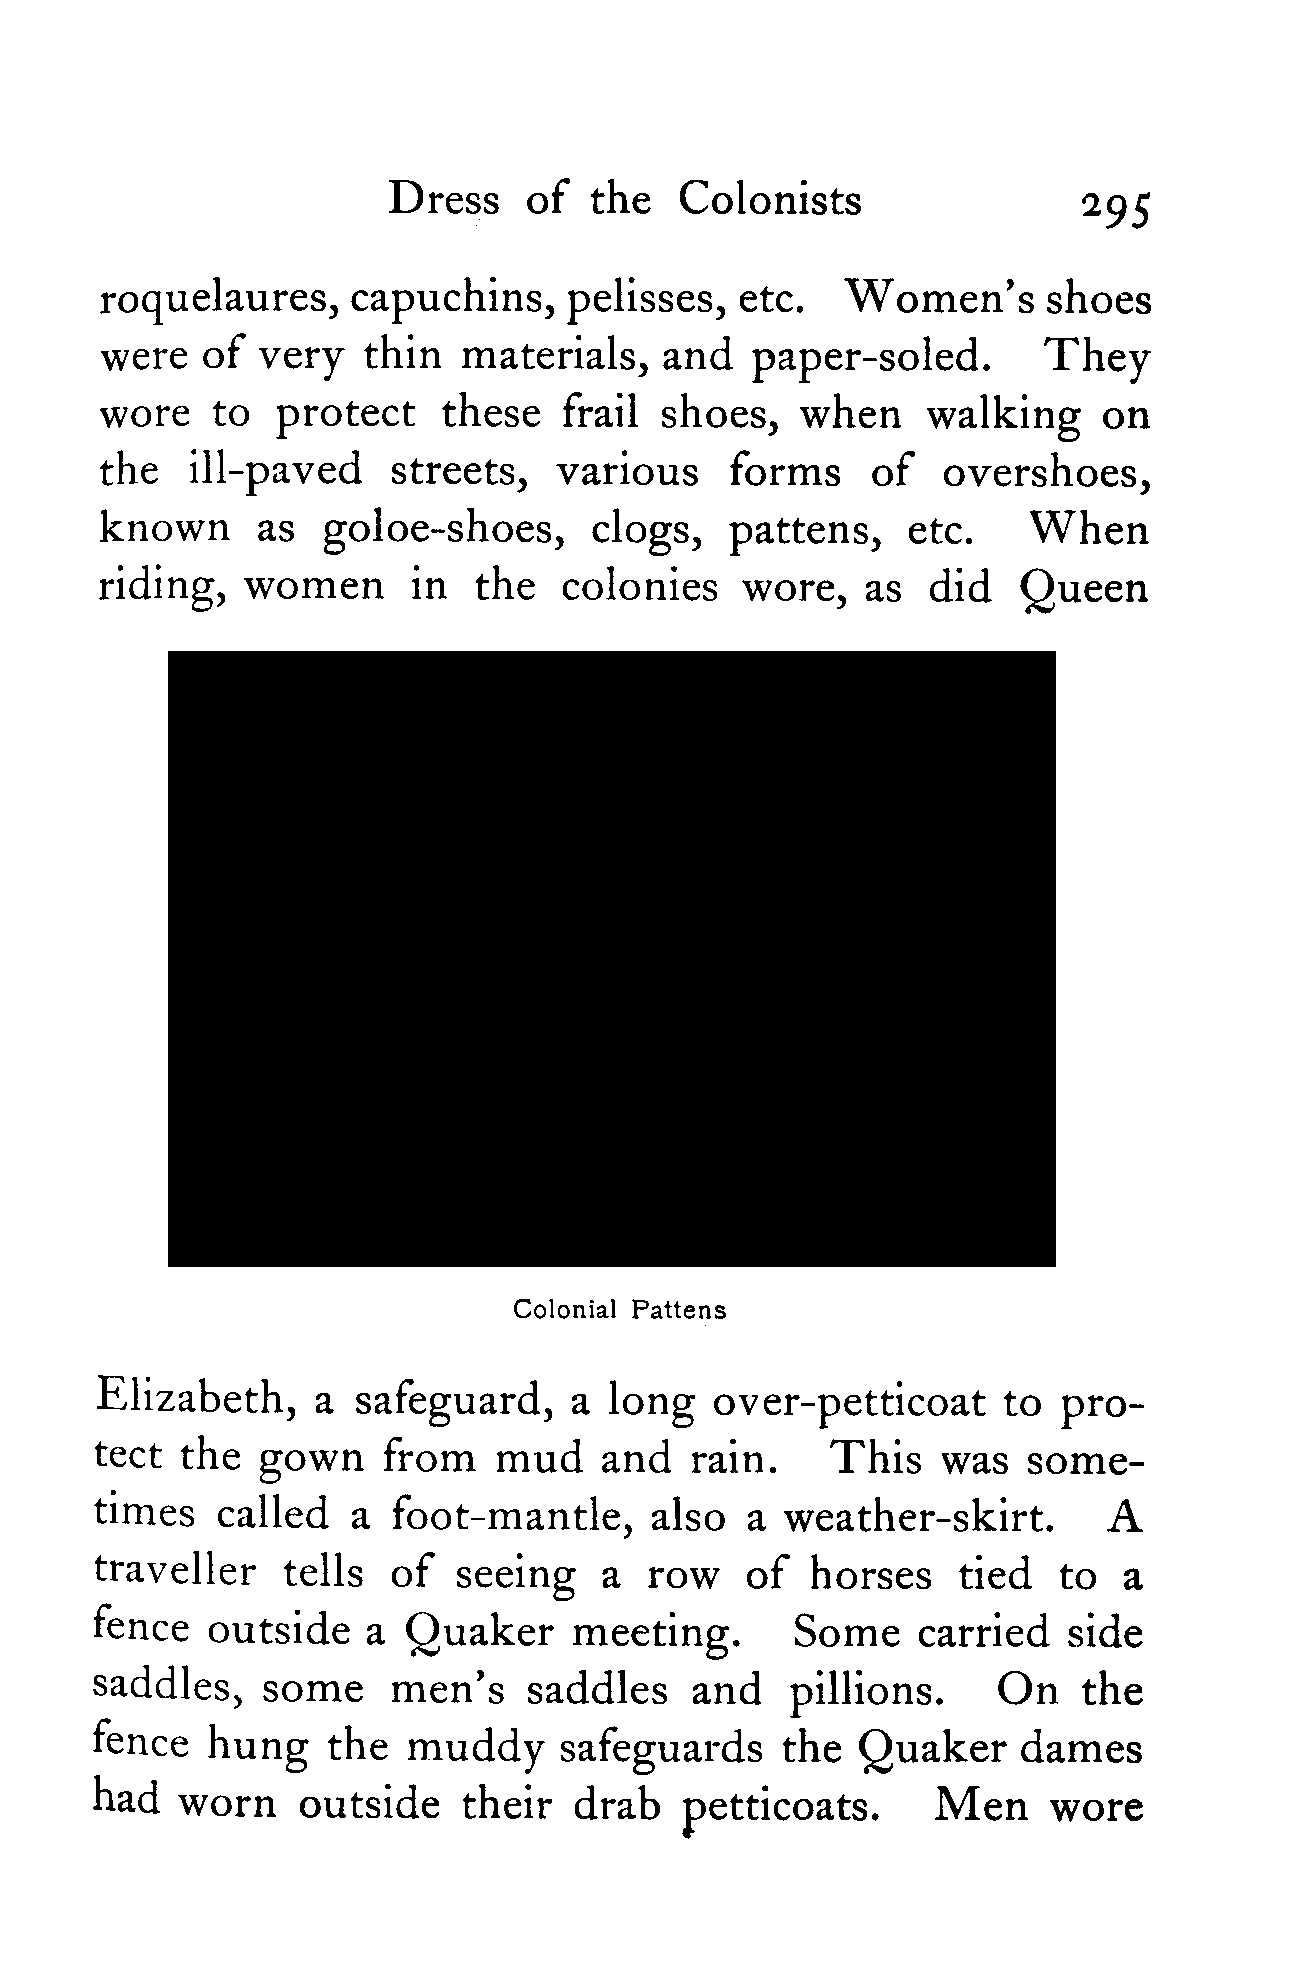 Dress of the Colonists 295
roquelaures, capuchins, pelisses, etc. Women's shoes
were of very thin materials, and paper-soled. They
wore to protect these frail shoes, when walking on
the ill-paved streets, various forms of overshoes,
known as goloe-shoes, clogs, pattens, etc. When
riding, women in the colonies wore, as did Queen
Colonial Pattens
Elizabeth, a safeguard, a long over-petticoat to pro-
tect the gown from mud and rain. This was some-
times called a foot-mantle, also a weather-skirt. A
traveller tells of seeing a row of horses tied to a
fence outside a Quaker meeting. Some carried side
saddles, some men's saddles and pillions. On the
fence hung the muddy safeguards the Quaker dames
had worn outside their drab petticoats. Men wore